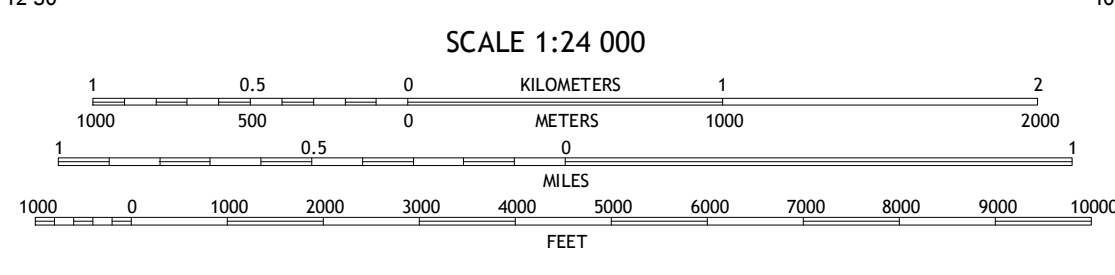 SCALE 1:24 000
1 0.5 0 KILOMETERS 1 2
1000 500 0 METERS 1000 2000
1 0.5 0 1
MILES
1000 0 1000 2000 3000 4000 5000 6000 7000 8000 9000 10000
FEET